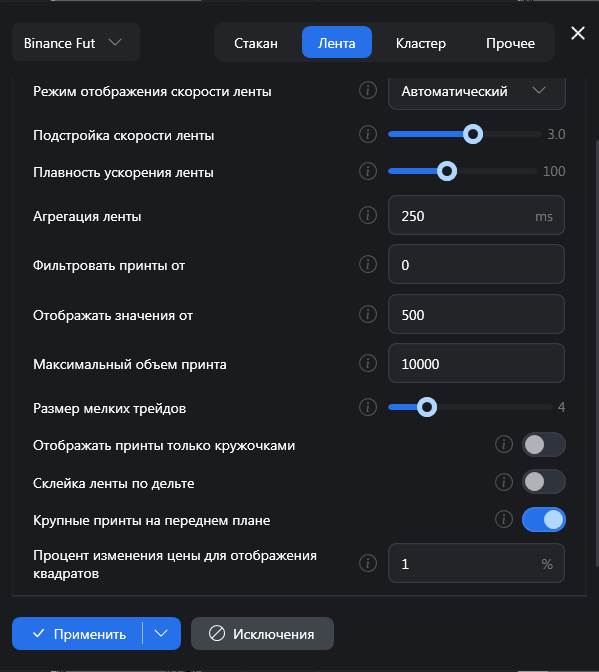 Binance Fut
Стакан
Лента
Кластер
Прочее
Режим отображения скорости ленты
Автоматический
Подстройка скорости ленты
3.0
Плавность ускорения ленты
100
Агрегация ленты
250 ms
Фильтровать принты от
0
Отображать значения от
500
Максимальный объем принта
10000
Размер мелких трейдов
4
Отображать принты только кружочками
Склейка ленты по дельте
Крупные принты на переднем плане
Процент изменения цены для отображения
квадратов
1 %
Применить
Исключения